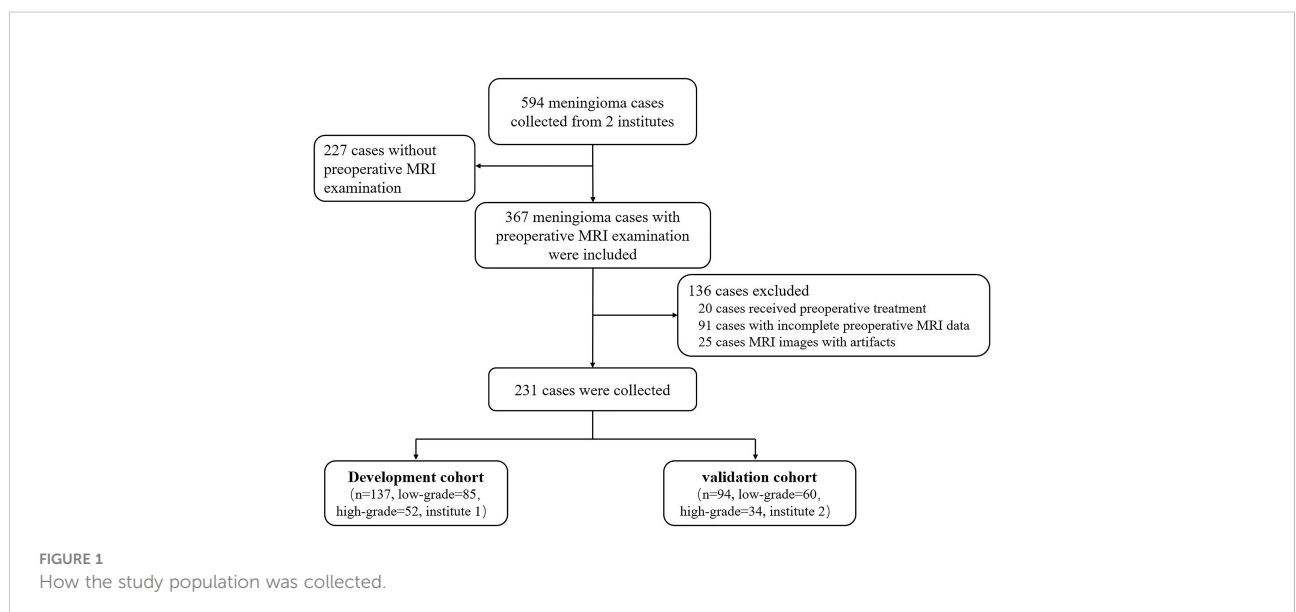 594 meningioma cases
collected from 2 institutes
227 cases without
preoperative MRI
examination
367 meningioma cases with
preoperative MRI examination
were included
136 cases excluded
20 cases received preoperative treatment
91 cases with incomplete preoperative MRI data
25 cases MRI images with artifacts
231 cases were collected
Development cohort
(n=137, low-grade=85,
high-grade=52, institute 1)
validation cohort
(n=94, low-grade=60,
high-grade=34, institute 2)
FIGURE 1
How the study population was collected.